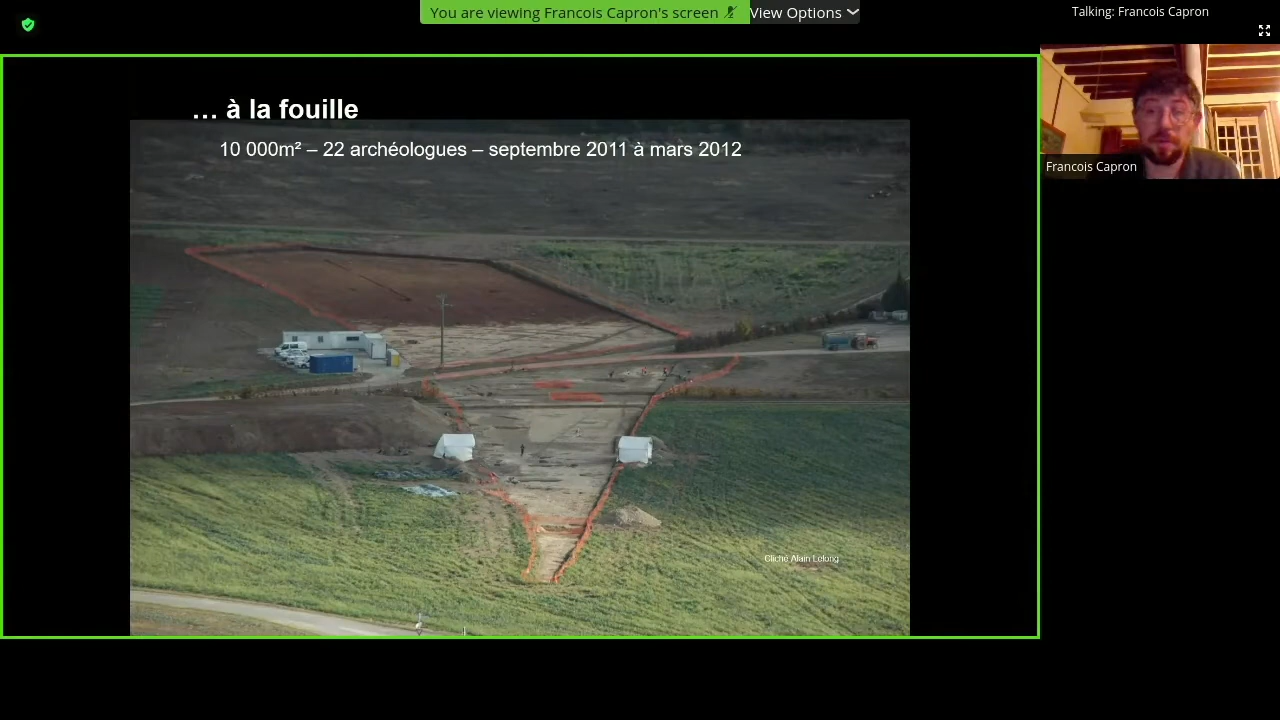 You are viewing Francois Capron's screen
View Options
Talking: Francois Capron
… à la fouille
10 000m² – 22 archéologues – septembre 2011 à mars 2012
Francois Capron
Cliché Alain Lelong